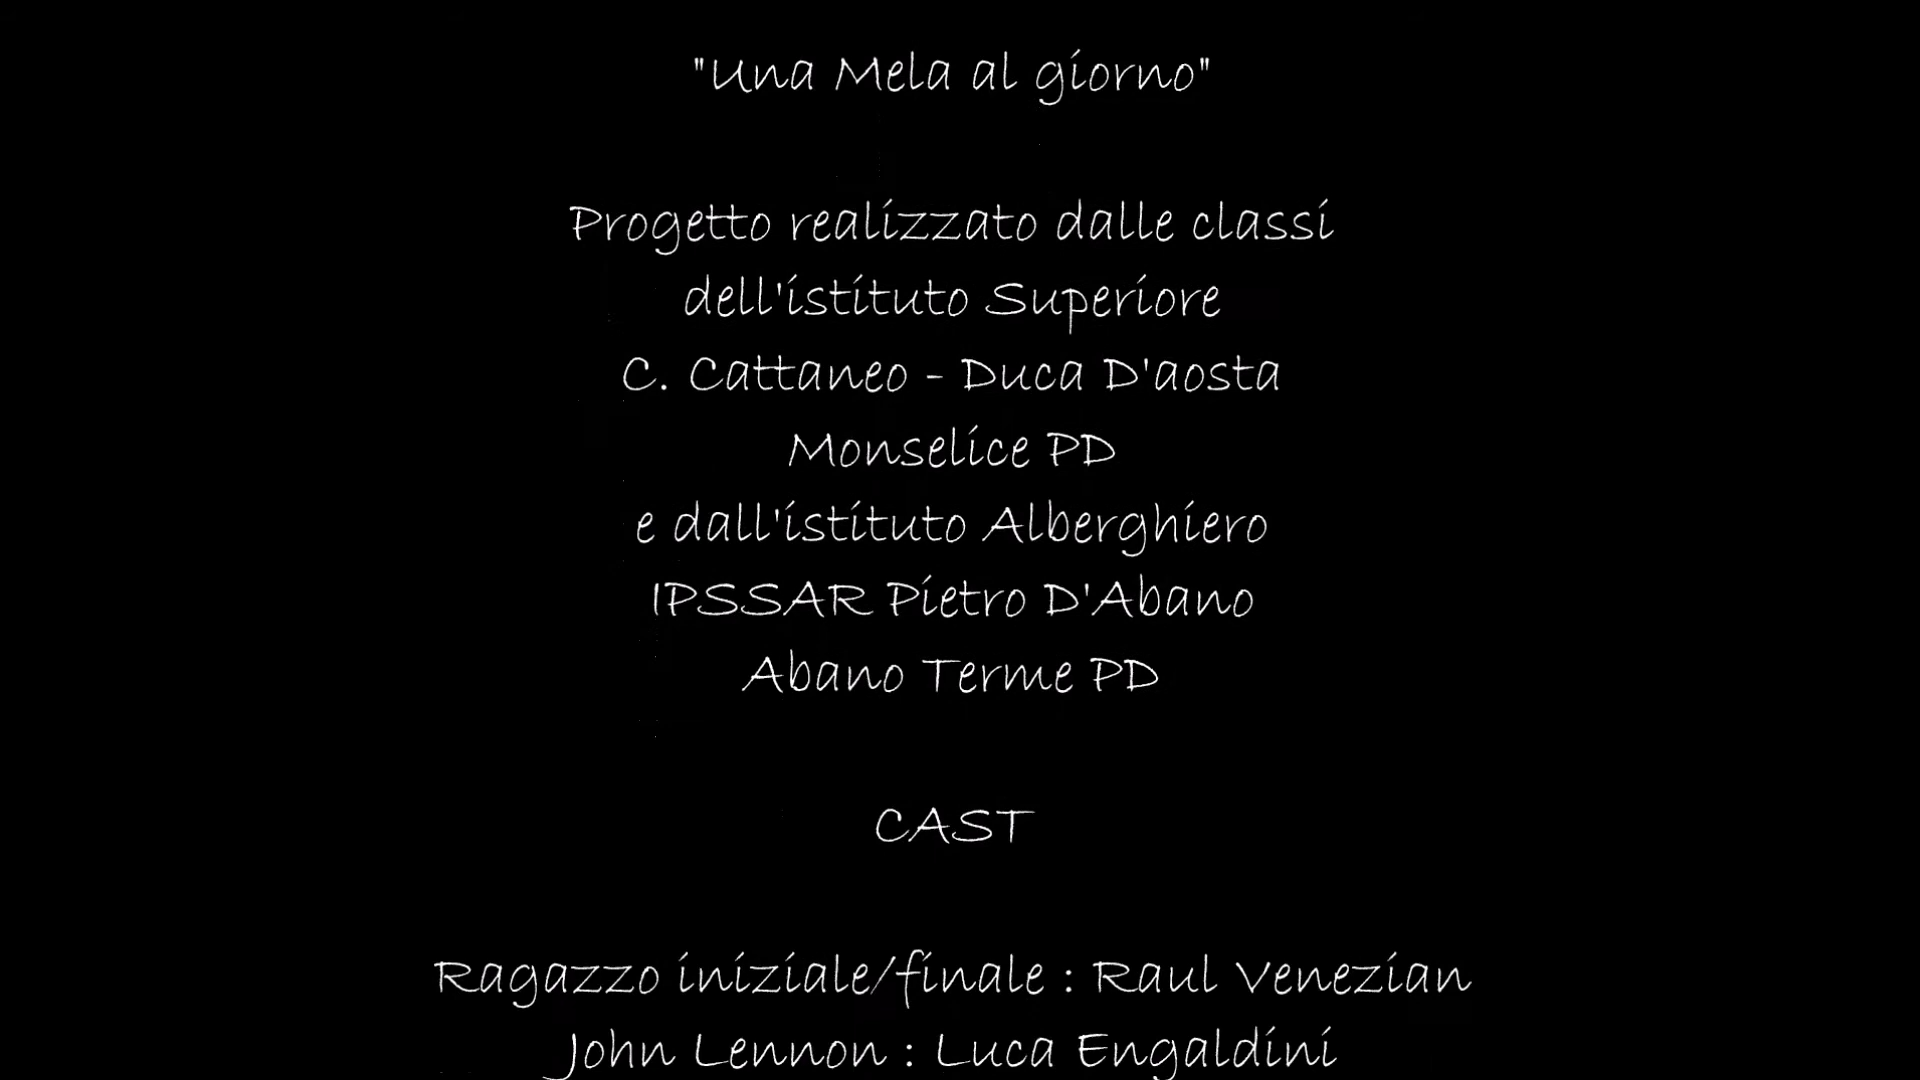 "Una Mela al giorno"
Progetto realizzato dalle classi
dell'istituto Superiore
C. Cattaneo - Duca D'aosta
Monselice PD
e dall'istituto Alberghiero
IPSSAR Pietro D'Abano
Abano Terme PD
CAST
Ragazzo iniziale/finale : Raul Venezian
John Lennon : Luca Engaldini